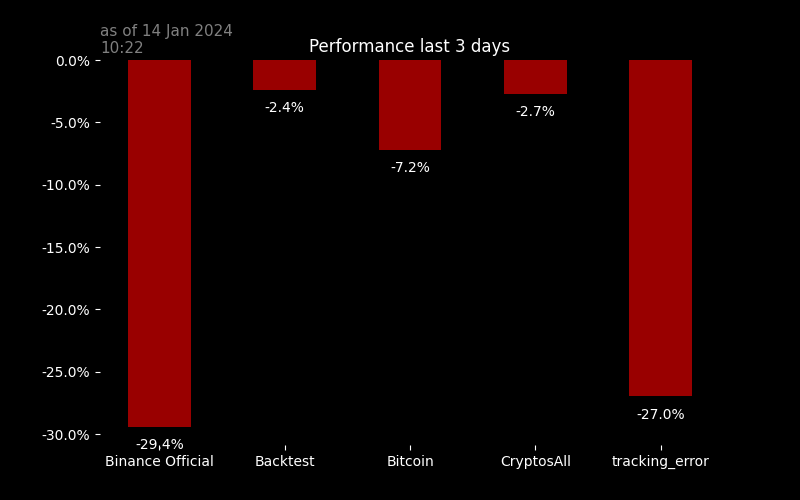 as of 14 Jan 2024
10:22
Performance last 3 days
0.0%
-5.0%
-10.0%
-15.0%
-20.0%
-25.0%
-30.0%
-29.4%
-2.4%
-7.2%
-2.7%
-27.0%
Binance Official
Backtest
Bitcoin
CryptosAll
tracking_error